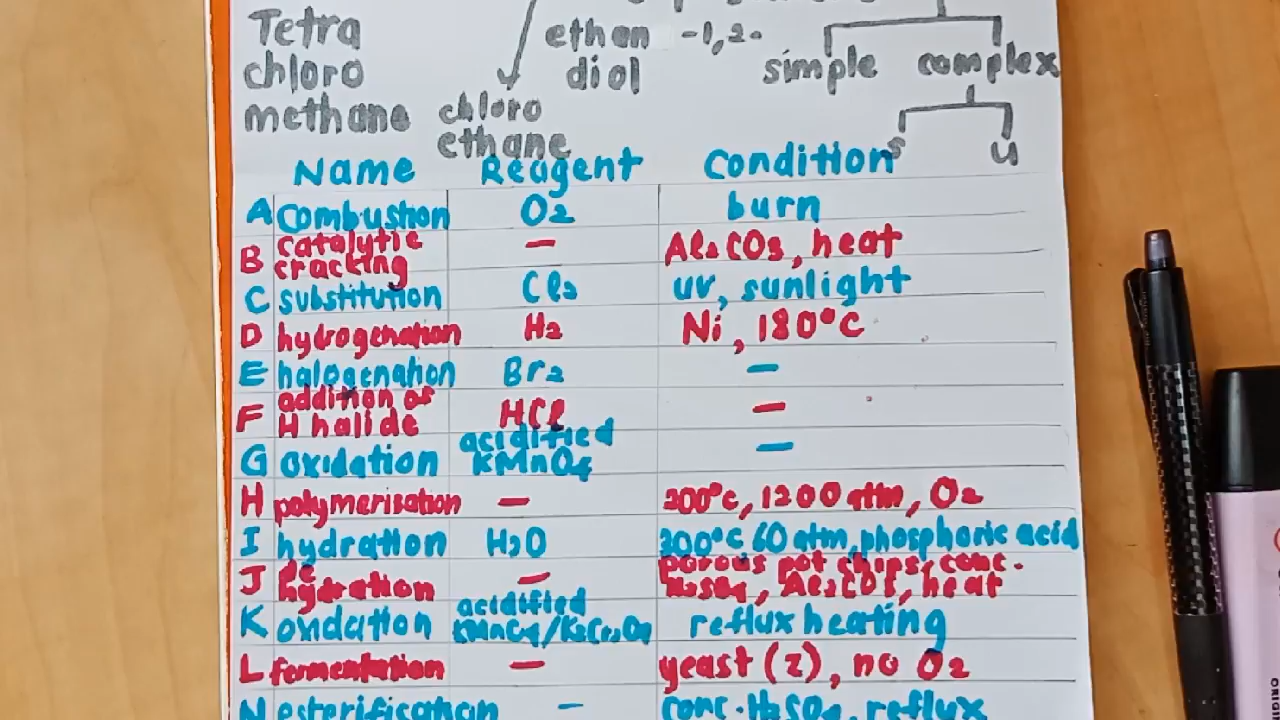 Tetra
chloro
methane
ethan -1,2-
diol
chloro
ethane
simple complex
s u
Name Reagent Condition
A combustion O2 burn
B catalytic cracking — Al2CO3, heat
C substitution Cl2 uv, sunlight
D hydrogenation H2 Ni, 180°C
E halogenation Br2 —
F addition of H halide HCl —
G oxidation acidified KMnO4 —
H polymerisation — 200°C, 1200 atm, O2
I hydration H2O 300°C 60 atm, phosphoric acid
J De hydration — porous pot chips, conc. H2SO4, Al2CO3, heat
K oxidation acidified KMnO4/K2Cr2O7 reflux heating
L fermentation — yeast (z), no O2
N esterification — conc. H2SO4, reflux